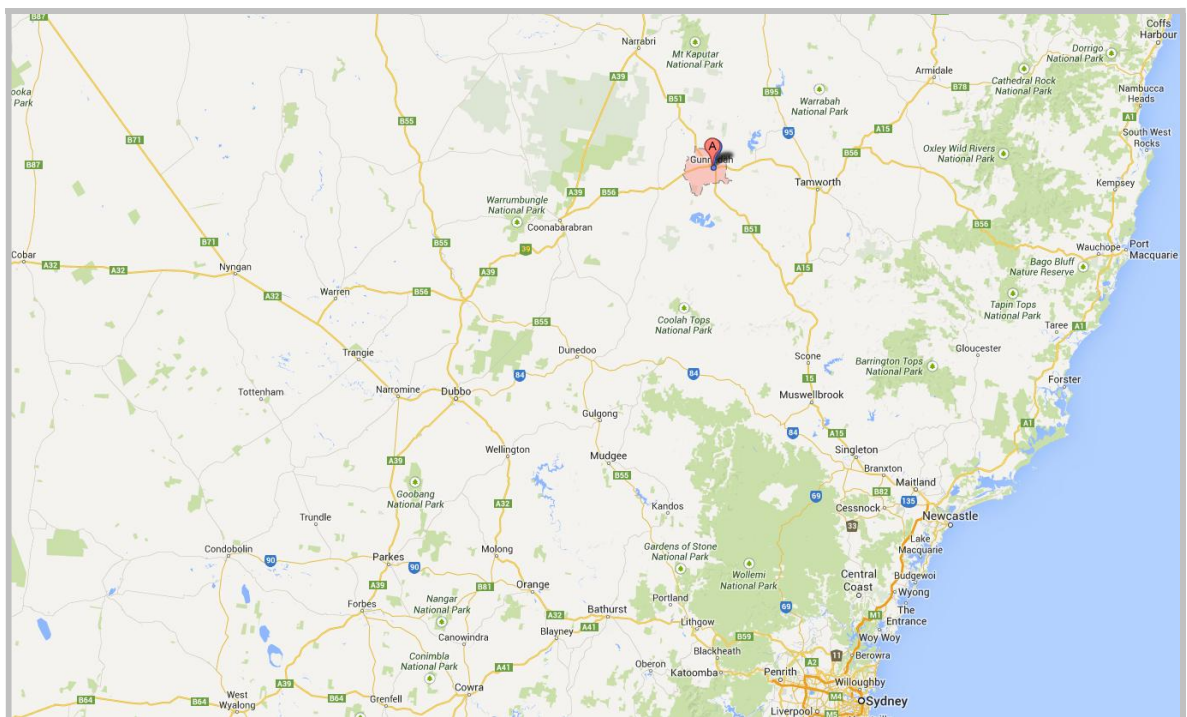 B87
Coffs
Harbour
Narrabri
Mt Kaputar
National Park
Dorrigo
National Park
A39
Armidale
ooka
Park
B95
B78
Cathedral Rock
National Park
Warrabah
National Park
Nambucca
Heads
B51
B55
A1
B71
95
A15
South West
Rocks
B87
A
Oxley Wild Rivers
National Park
B56
Tamworth
Kempsey
A39
B56
Warrumbungle
National Park
Coonabarabran
B51
B56
B71
B55
39
Wauchope
Port
Macquarie
Cobar
A32
A32
Nyngan
A39
A15
Bago Bluff
Nature Reserve
Warren
B56
A32
Coolah Tops
National Park
Tapin Tops
National Park
B55
Taree
A1
Trangie
Dunedoo
Scone
Gloucester
Barrington Tops
National Park
84
84
15
Tottenham
Narromine
Dubbo
Muswellbrook
Forster
Gulgong
A1
84
A15
Wellington
Mudgee
Singleton
A39
B55
Braxton
Goobang
National Park
Maitland
A32
69
B82
135
Trundle
Kandos
Cessnock
Newcastle
33
Condobolin
90
Parkes
90
Molong
Gardens of Stone
National Park
Lake
Macquarie
Wollemi
National Park
Central
Coast
Budgewoi
A39
B81
Orange
Portland
Wyong
Forbes
Nangar
National Park
Bathurst
69
The
Entrance
A32
Lithgow
M1
A41
B59
Woy Woy
Canowindra
Blayney
Blackheath
11
Berowra
Conimbla
National Park
Oberon
Katoomba
A2
A41
Penrith
Willoughby
A39
West
Wyalong
B64
B64
Grenfell
Cowra
M4
Sydney
Liverpool
M5